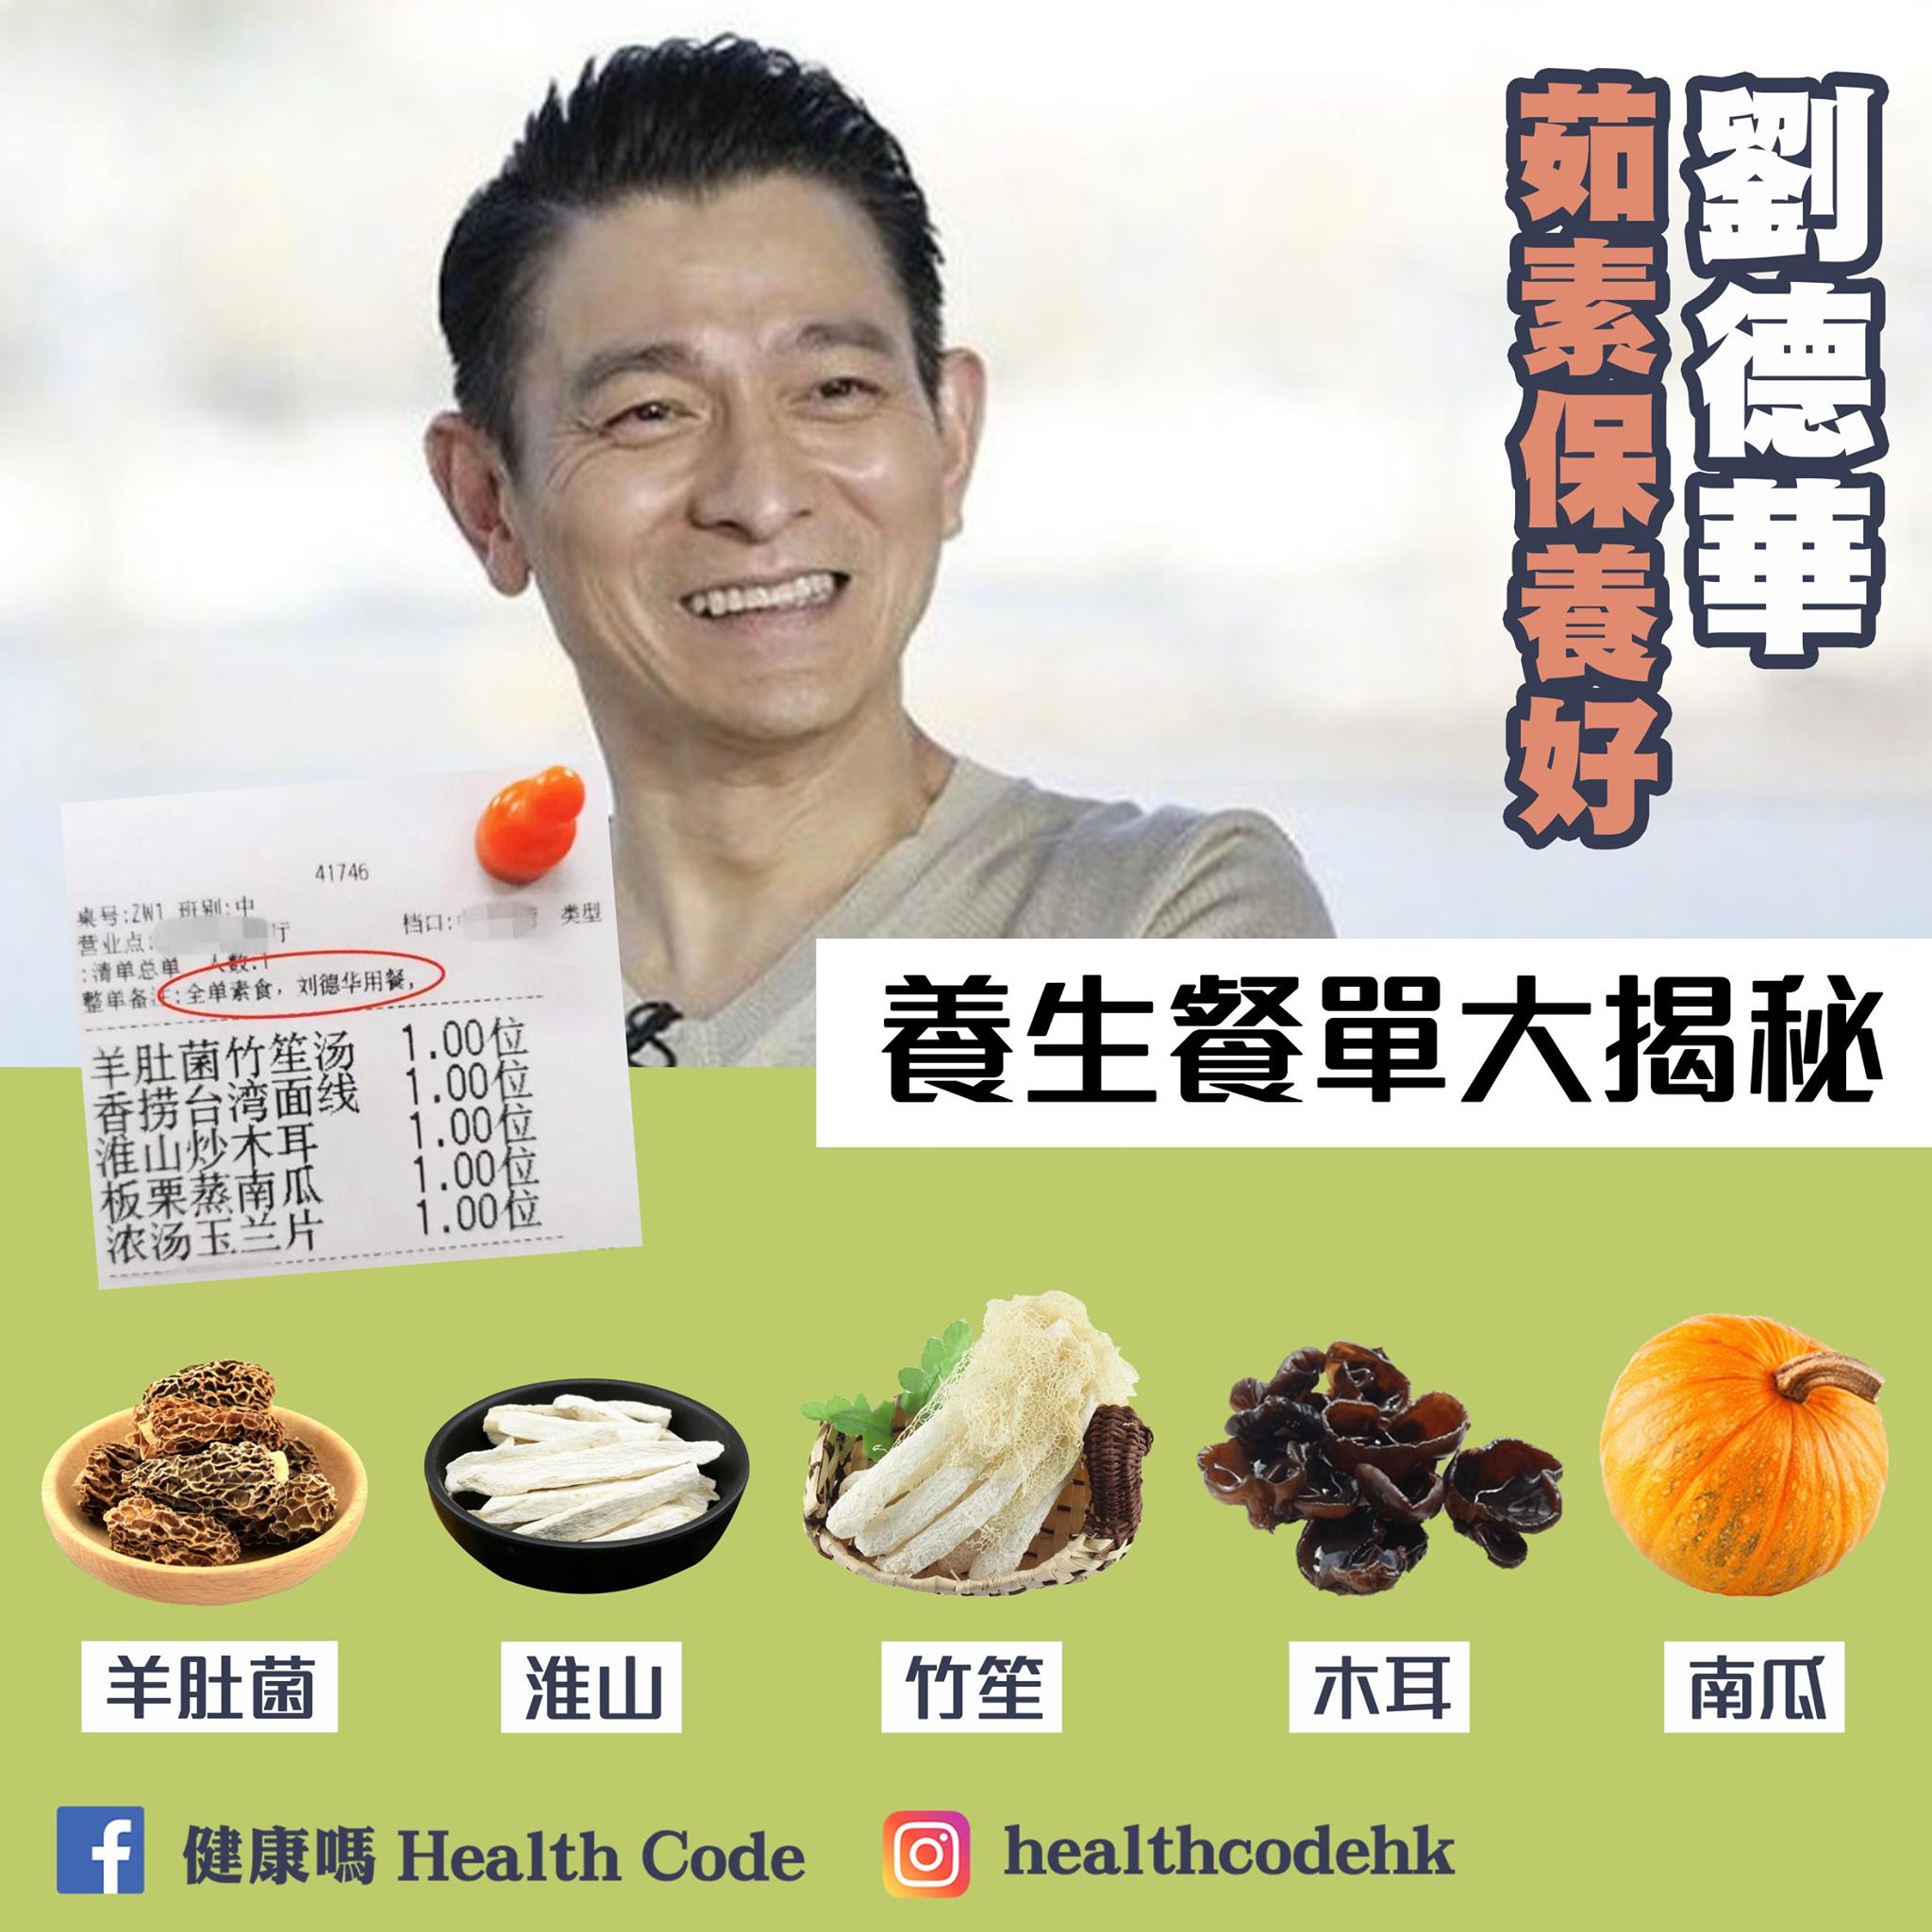 劉德華
茹素保養好
41746
桌号:ZW1 班别:中
营业点: 行 档口: 类型
:清单总单 人数:1
整单备注:全单素食，刘德华用餐，
羊肚菌竹笙汤 1.00位
香捞台湾面线 1.00位
淮山炒木耳 1.00位
板栗蒸南瓜 1.00位
浓汤玉兰片 1.00位
養生餐單大揭秘
羊肚菌
淮山
竹笙
木耳
南瓜
健康嗎 Health Code
healthcodehk